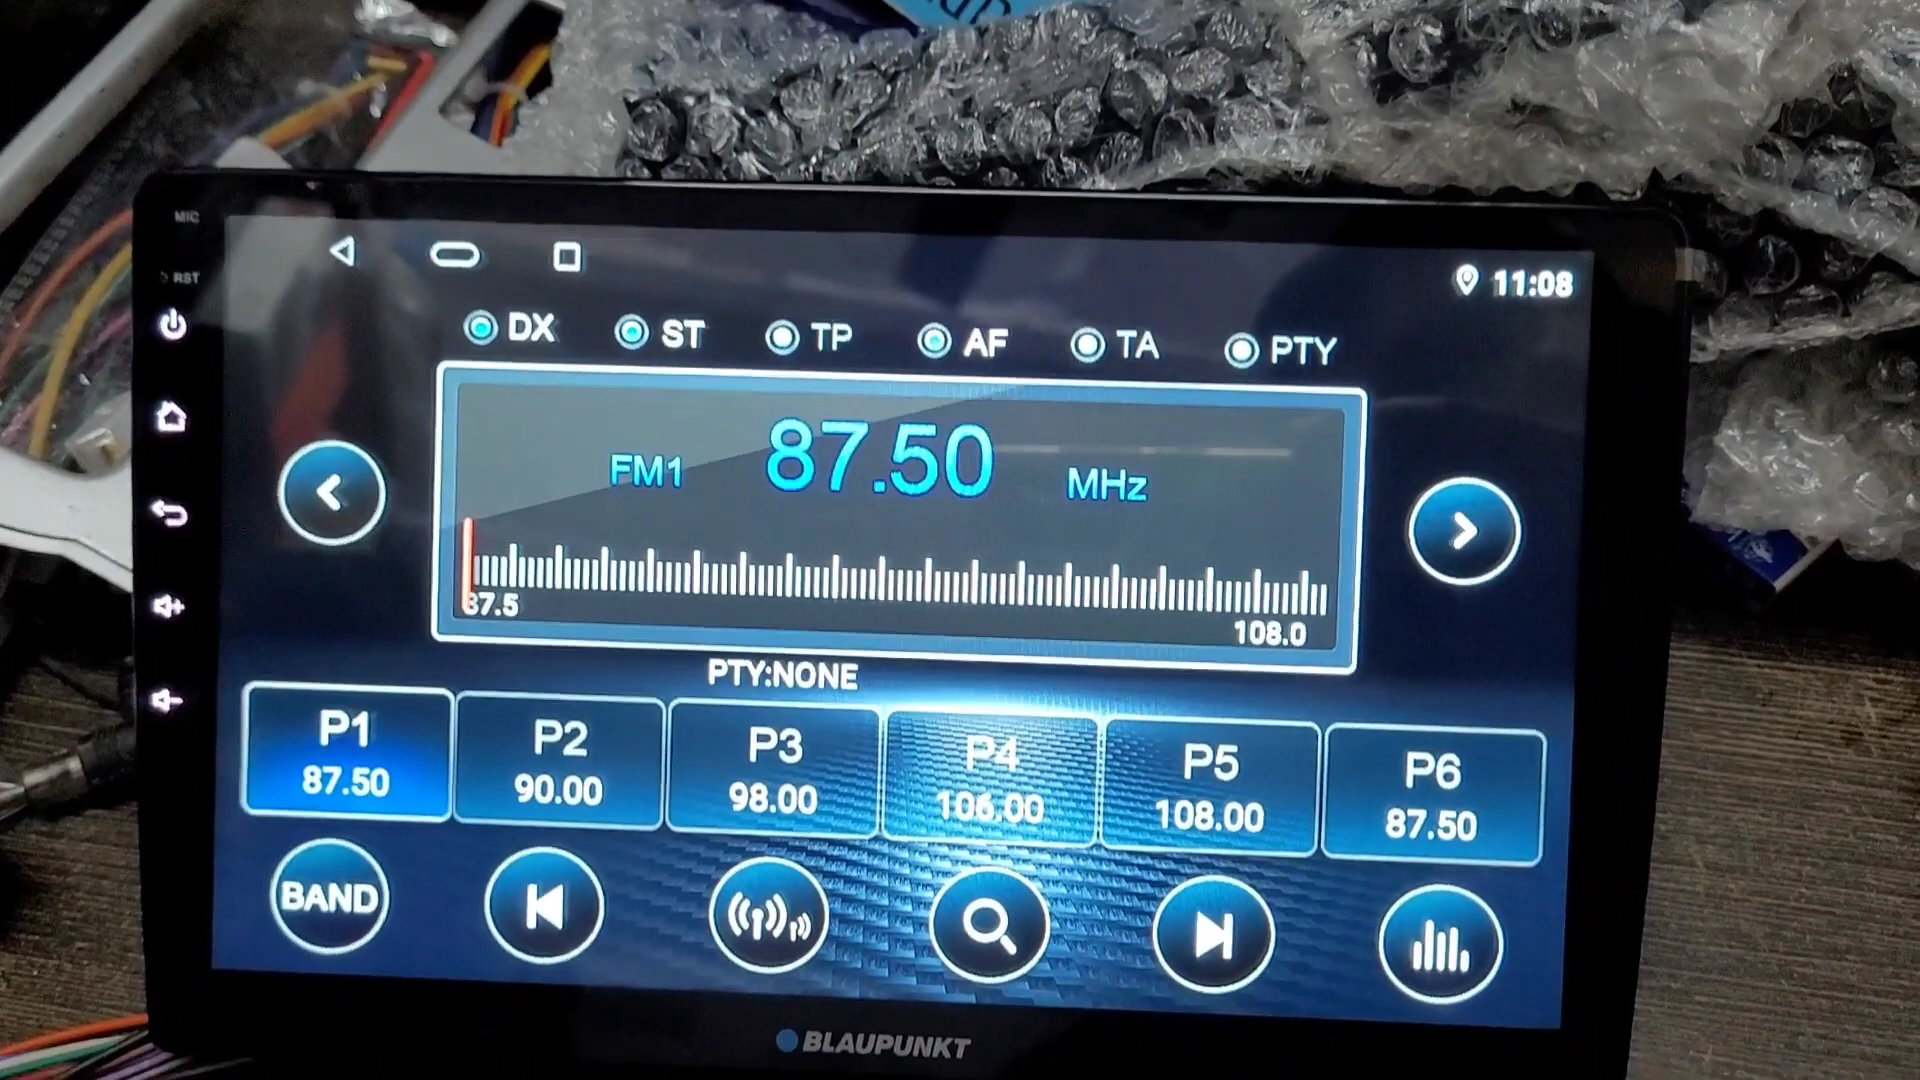 MIC
RST
11:08
DX ST TP AF TA PTY
FM1 87.50 MHz
87.5
108.0
PTY:NONE
P1 P2 P3 P4 P5 P6
87.50 90.00 98.00 106.00 108.00 87.50
BAND
BLAUPUNKT